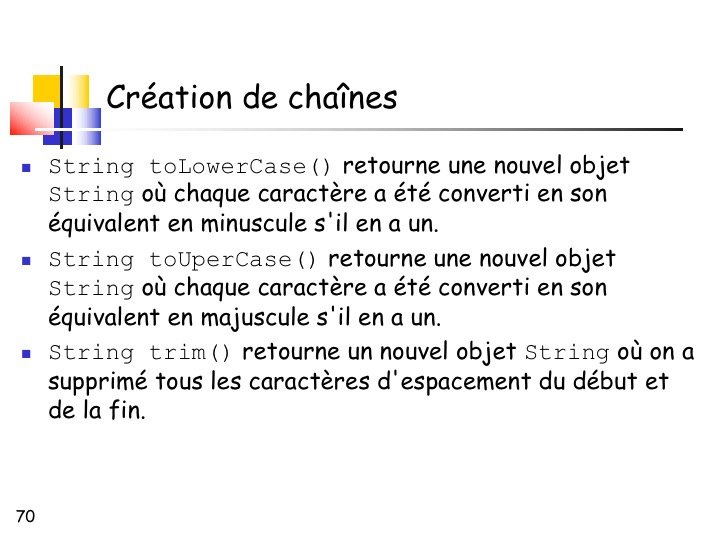 Création de chaînes
String toLowerCase() retourne une nouvel objet
String où chaque caractère a été converti en son
équivalent en minuscule s'il en a un.
String toUperCase() retourne une nouvel objet
String où chaque caractère a été converti en son
équivalent en majuscule s'il en a un.
String trim() retourne un nouvel objet String où on a
supprimé tous les caractères d'espacement du début et
de la fin.
70